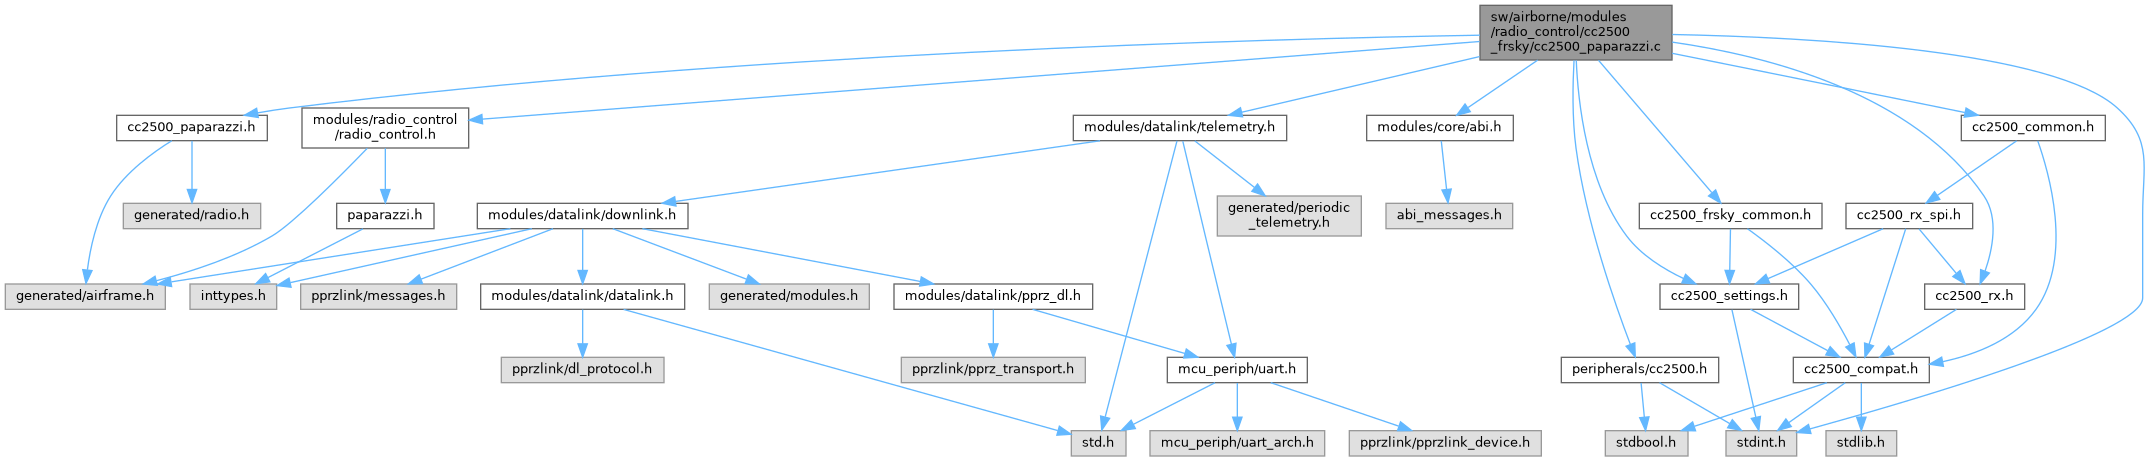 sw/airborne/modules
/radio_control/cc2500
_frsky/cc2500_paparazzi.c
cc2500_paparazzi.h
modules/radio_control
/radio_control.h
modules/datalink/telemetry.h
modules/core/abi.h
cc2500_common.h
generated/radio.h
paparazzi.h
modules/datalink/downlink.h
generated/periodic
_telemetry.h
abi_messages.h
cc2500_frsky_common.h
cc2500_rx_spi.h
generated/airframe.h
inttypes.h
pprzlink/messages.h
modules/datalink/datalink.h
generated/modules.h
modules/datalink/pprz_dl.h
cc2500_settings.h
cc2500_rx.h
pprzlink/dl_protocol.h
pprzlink/pprz_transport.h
mcu_periph/uart.h
peripherals/cc2500.h
cc2500_compat.h
std.h
mcu_periph/uart_arch.h
pprzlink/pprzlink_device.h
stdbool.h
stdint.h
stdlib.h